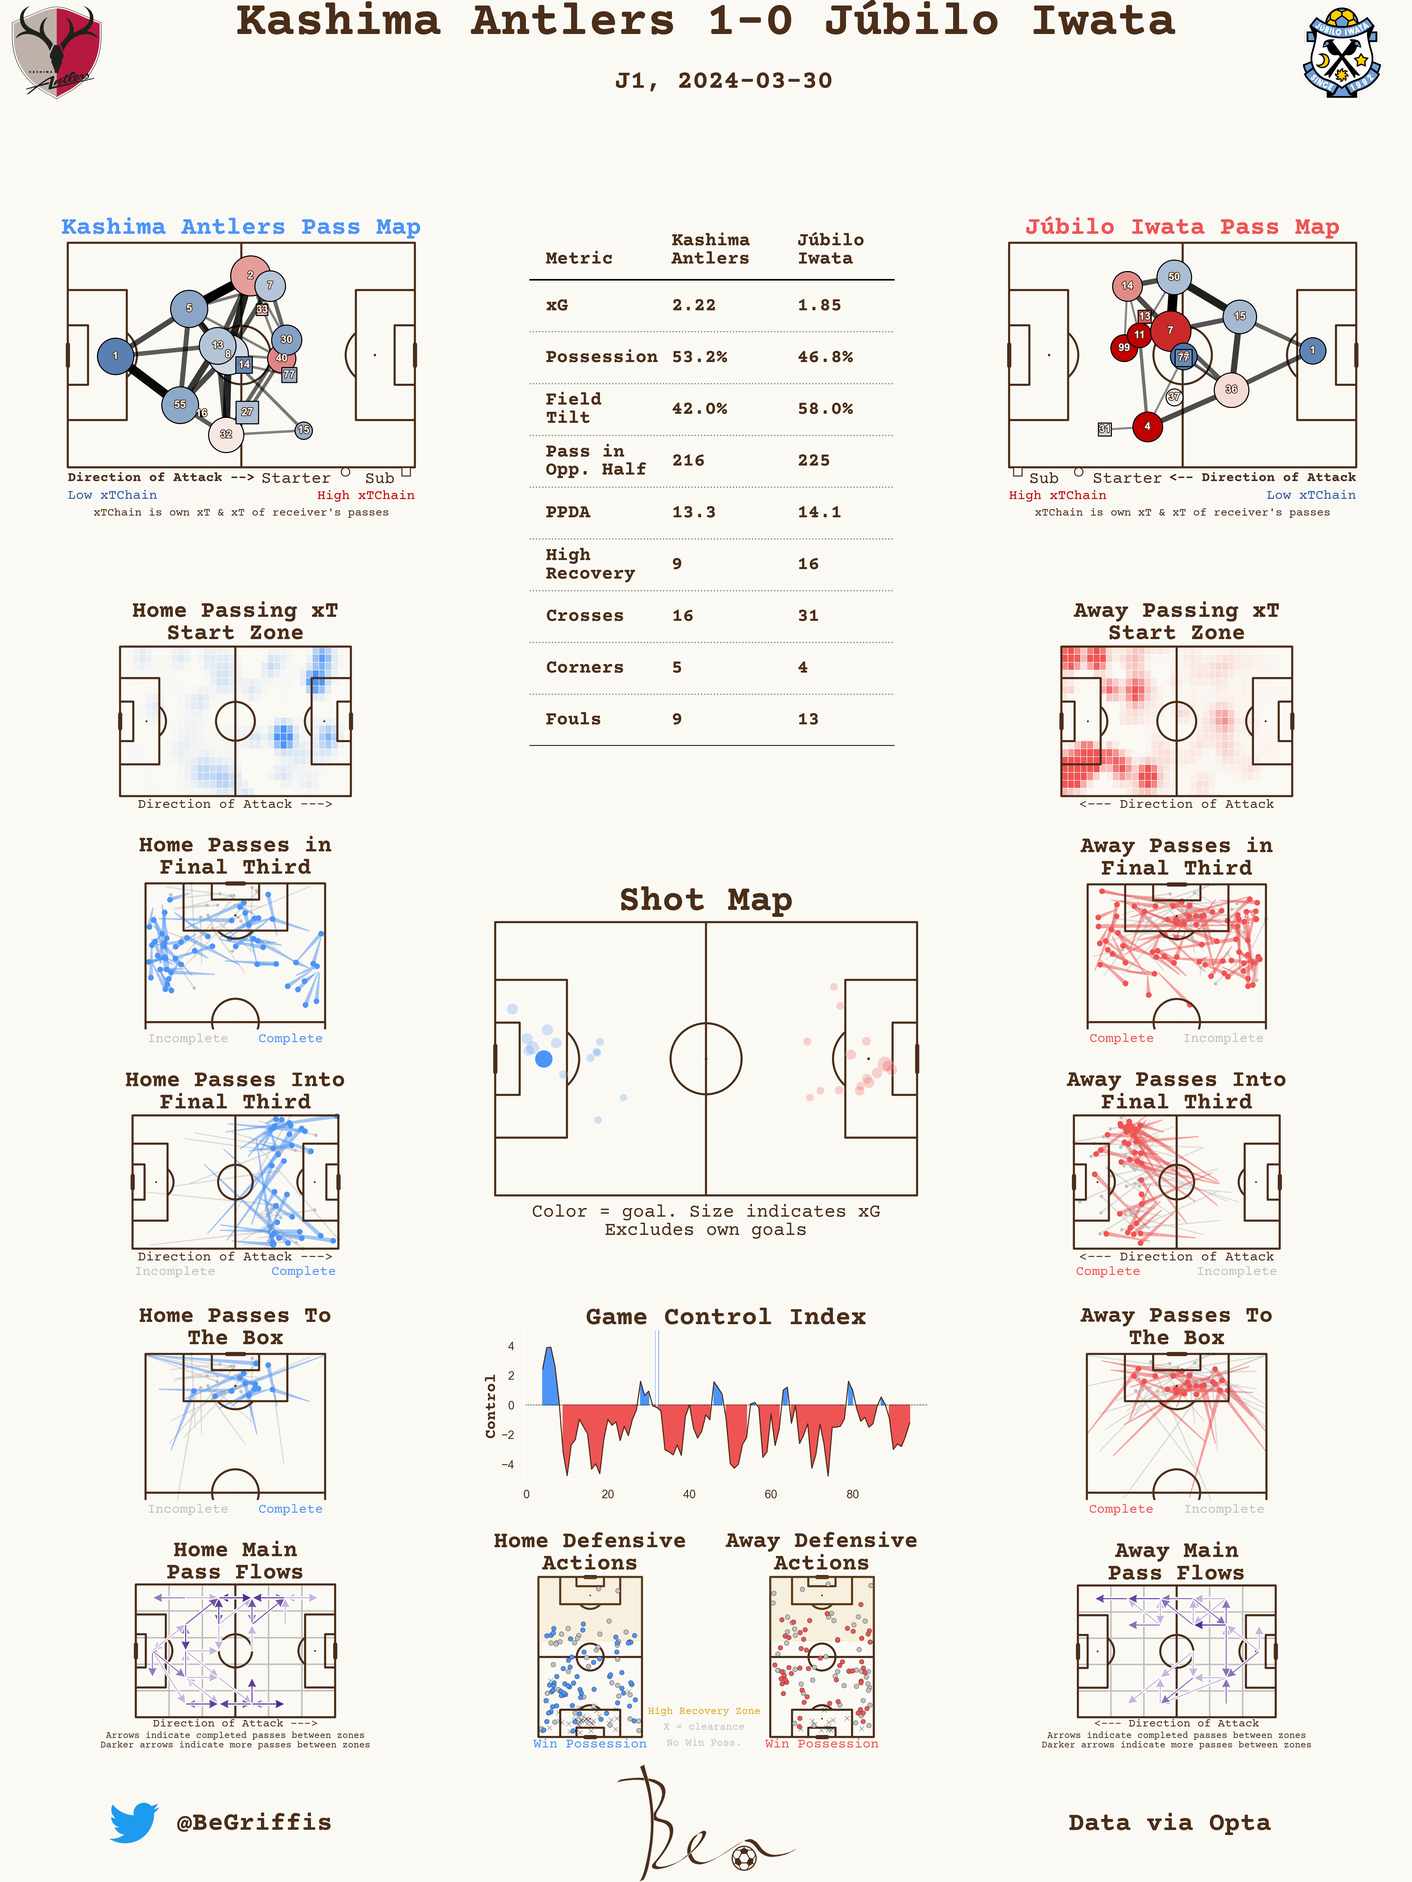 Kashima Antlers 1-0 Júbilo Iwata
J1, 2024-03-30
KASHIMA
Antlers
JUBILO IWATA
SINCE 1992
Kashima Antlers Pass Map
2
7
33
5
30
13
8
1
14
40
77
55
16
27
32
15
Direction of Attack --> Starter Sub
Low xTChain High xTChain
xTChain is own xT & xT of receiver's passes
Metric Kashima Antlers Júbilo Iwata
xG 2.22 1.85
Possession 53.2% 46.8%
Field Tilt 42.0% 58.0%
Pass in Opp. Half 216 225
PPDA 13.3 14.1
High Recovery 9 16
Crosses 16 31
Corners 5 4
Fouls 9 13
Júbilo Iwata Pass Map
50
14
13
15
7
11
99
77
1
36
37
4
31
Sub Starter <-- Direction of Attack
High xTChain Low xTChain
xTChain is own xT & xT of receiver's passes
Home Passing xT
Start Zone
Direction of Attack --->
Away Passing xT
Start Zone
<--- Direction of Attack
Home Passes in
Final Third
Incomplete Complete
Away Passes in
Final Third
Complete Incomplete
Shot Map
Color = goal. Size indicates xG
Excludes own goals
Home Passes Into
Final Third
Direction of Attack --->
Incomplete Complete
Away Passes Into
Final Third
<--- Direction of Attack
Complete Incomplete
Home Passes To
The Box
Incomplete Complete
Game Control Index
Control
4
2
0
−2
−4
0 20 40 60 80
Away Passes To
The Box
Complete Incomplete
Home Main
Pass Flows
Direction of Attack --->
Arrows indicate completed passes between zones
Darker arrows indicate more passes between zones
Home Defensive
Actions
Win Possession
High Recovery Zone
X = clearance
No Win Poss.
Away Defensive
Actions
Win Possession
Away Main
Pass Flows
<--- Direction of Attack
Arrows indicate completed passes between zones
Darker arrows indicate more passes between zones
@BeGriffis
Ben
Data via Opta